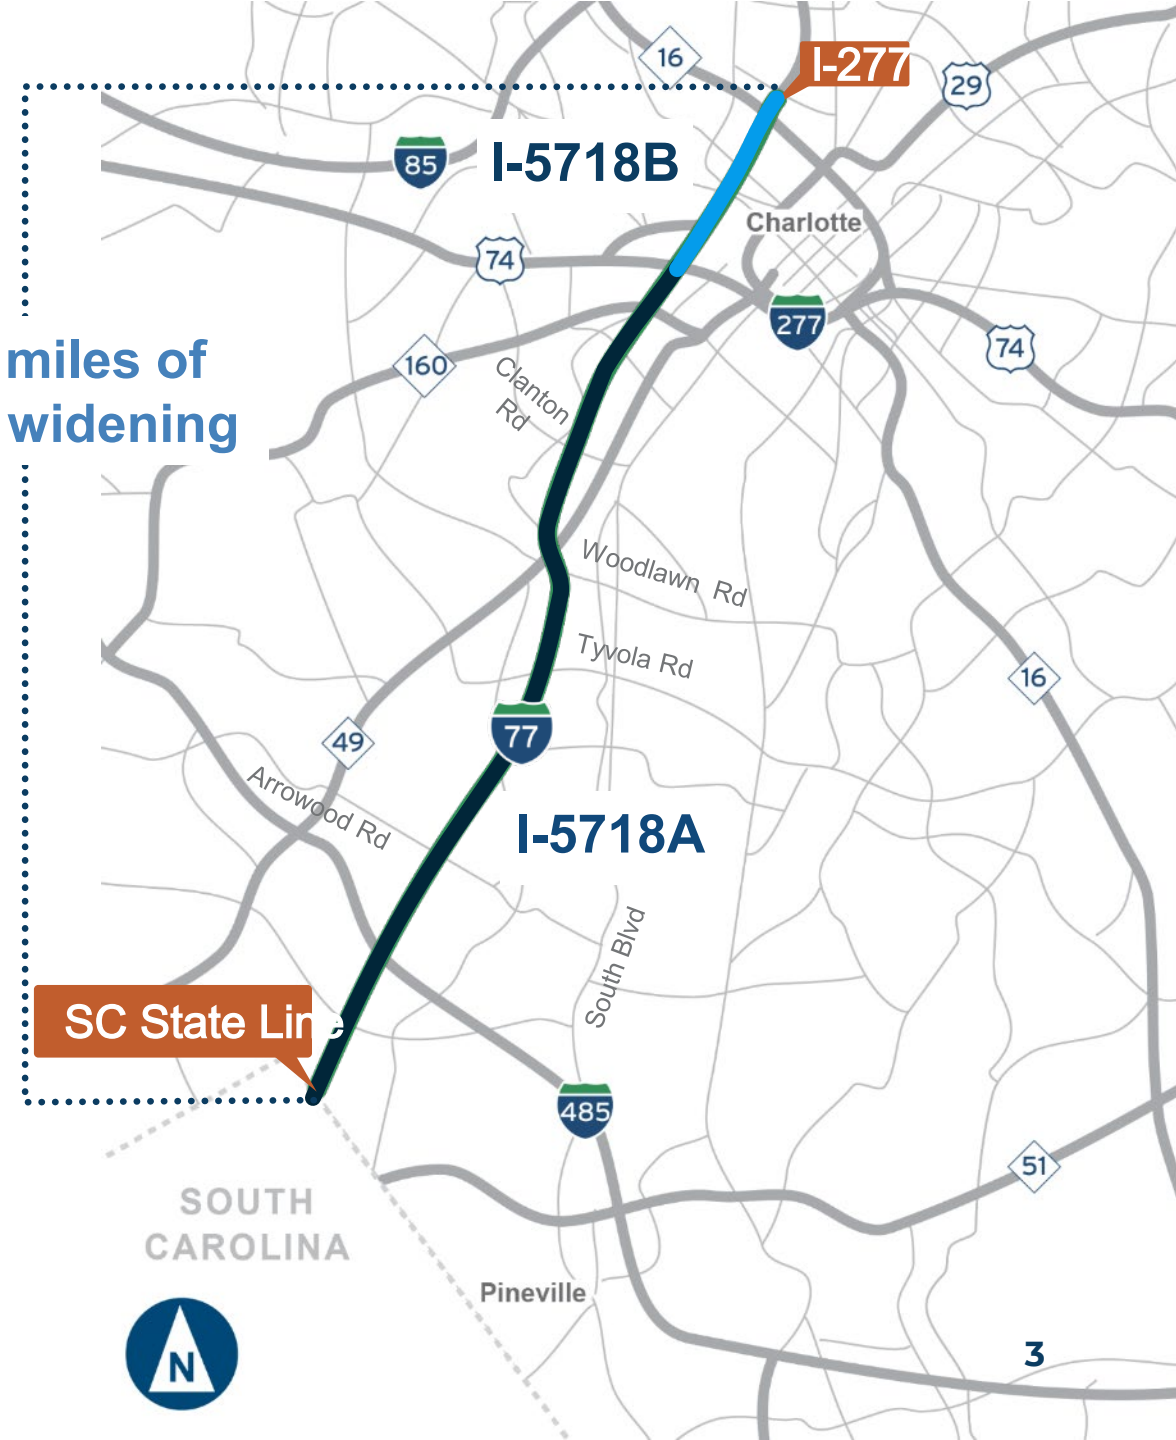 16
I-277
29
85
I-5718B
Charlotte
74
277
miles of
widening
160
74
Clanton
Rd
Woodlawn Rd
Tyvola Rd
16
77
49
Arrowood Rd
I-5718A
South Blvd
SC State Line
485
51
SOUTH
CAROLINA
Pineville
N
3